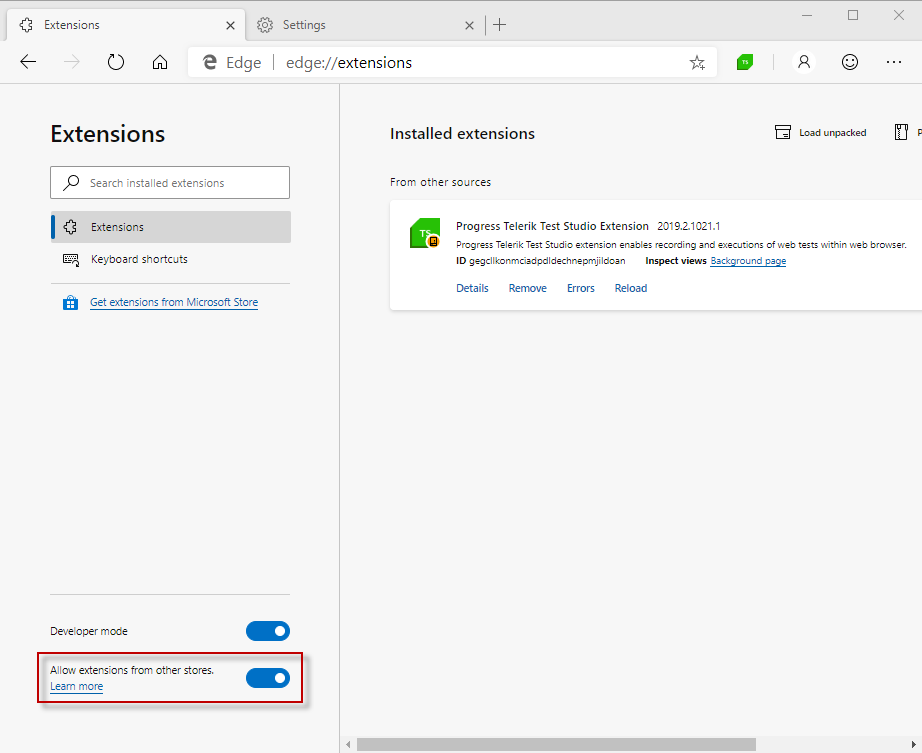 Extensions
Settings
Edge
edge://extensions
TS
Extensions
Search installed extensions
Extensions
Keyboard shortcuts
Get extensions from Microsoft Store
Developer mode
Allow extensions from other stores.
Learn more
Installed extensions
Load unpacked
P
From other sources
TS
Progress Telerik Test Studio Extension 2019.2.1021.1
Progress Telerik Test Studio extension enables recording and executions of web tests within web browser.
ID gegcllkonmciadpdldechnepmjildoan Inspect views Background page
Details Remove Errors Reload